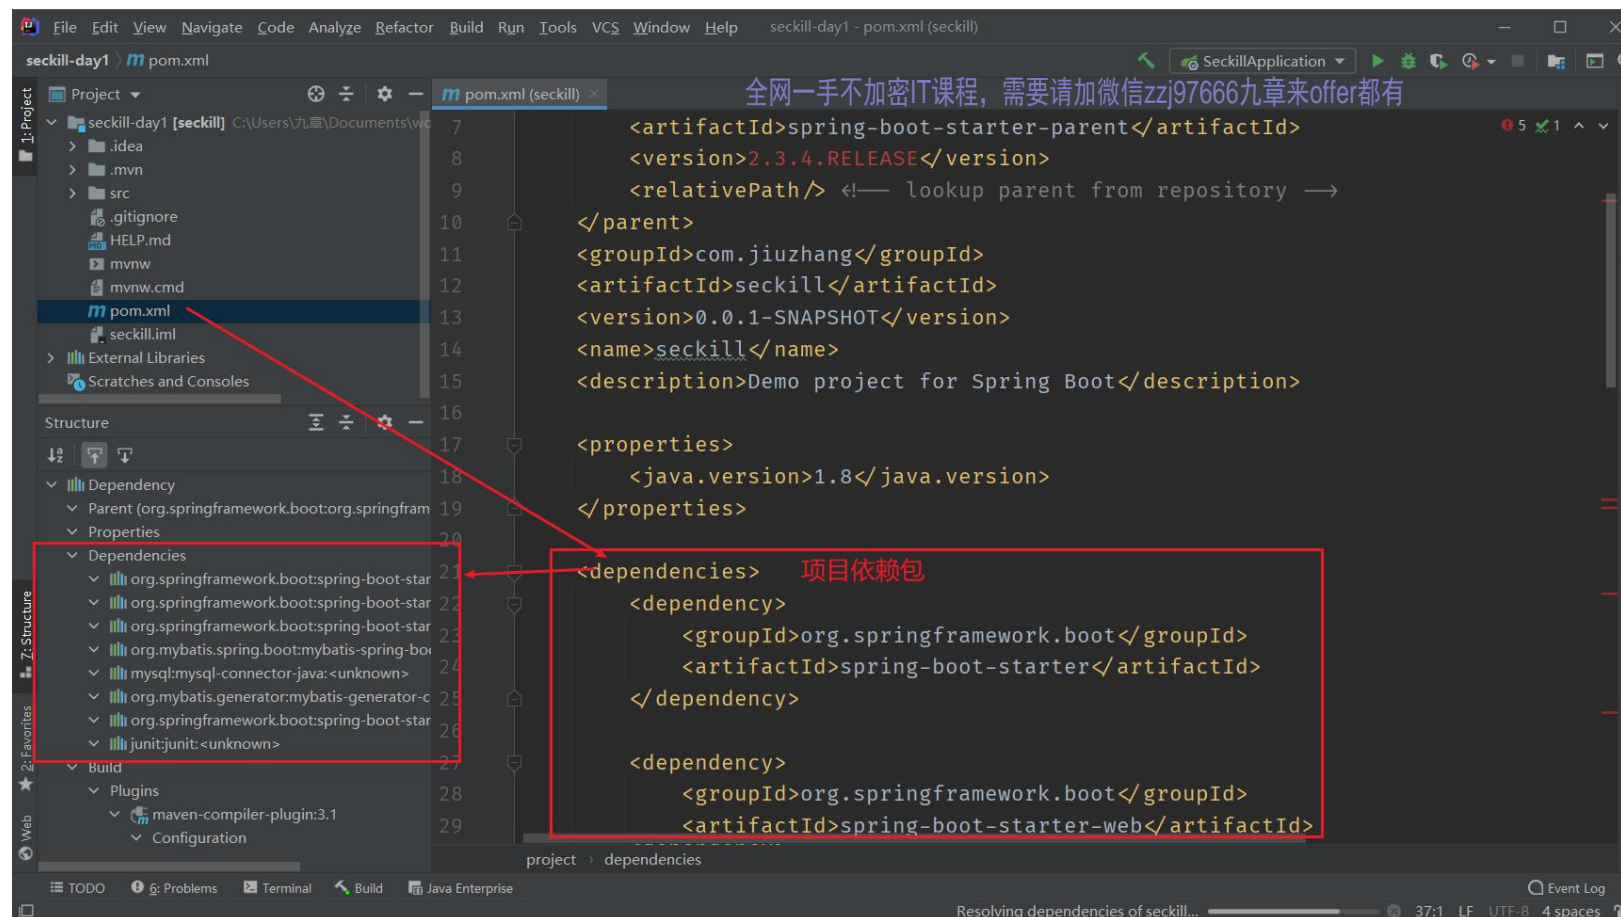 File Edit View Navigate Code Analyze Refactor Build Run Tools VCS Window Help seckill-day1 - pom.xml (seckill)
seckill-day1 pom.xml SeckillApplication
全网一手不加密IT课程，需要请加微信zzj97666九章来offer都有
1: Project
Project
seckill-day1 [seckill] C:\Users\九章\Documents\wc
.idea
.mvn
src
.gitignore
HELP.md
mvnw
mvnw.cmd
pom.xml
seckill.iml
External Libraries
Scratches and Consoles
Structure
Dependency
Parent (org.springframework.boot:org.springfram
Properties
Dependencies
org.springframework.boot:spring-boot-star
org.springframework.boot:spring-boot-star
org.springframework.boot:spring-boot-star
org.mybatis.spring.boot:mybatis-spring-boo
mysql:mysql-connector-java:<unknown>
org.mybatis.generator:mybatis-generator-c
org.springframework.boot:spring-boot-star
junit:junit:<unknown>
Build
Plugins
maven-compiler-plugin:3.1
Configuration
Z: Structure
2: Favorites
Web
pom.xml (seckill)
5 1
7 <artifactId>spring-boot-starter-parent</artifactId>
8 <version>2.3.4.RELEASE</version>
9 <relativePath/> <!-- lookup parent from repository -->
10 </parent>
11 <groupId>com.jiuzhang</groupId>
12 <artifactId>seckill</artifactId>
13 <version>0.0.1-SNAPSHOT</version>
14 <name>seckill</name>
15 <description>Demo project for Spring Boot</description>
16
17 <properties>
18 <java.version>1.8</java.version>
19 </properties>
20
21 <dependencies> 项目依赖包
22 <dependency>
23 <groupId>org.springframework.boot</groupId>
24 <artifactId>spring-boot-starter</artifactId>
25 </dependency>
26
27 <dependency>
28 <groupId>org.springframework.boot</groupId>
29 <artifactId>spring-boot-starter-web</artifactId>
project dependencies
TODO 6: Problems Terminal Build Java Enterprise Event Log
Resolving dependencies of seckill... 37:1 LF UTF-8 4 spaces